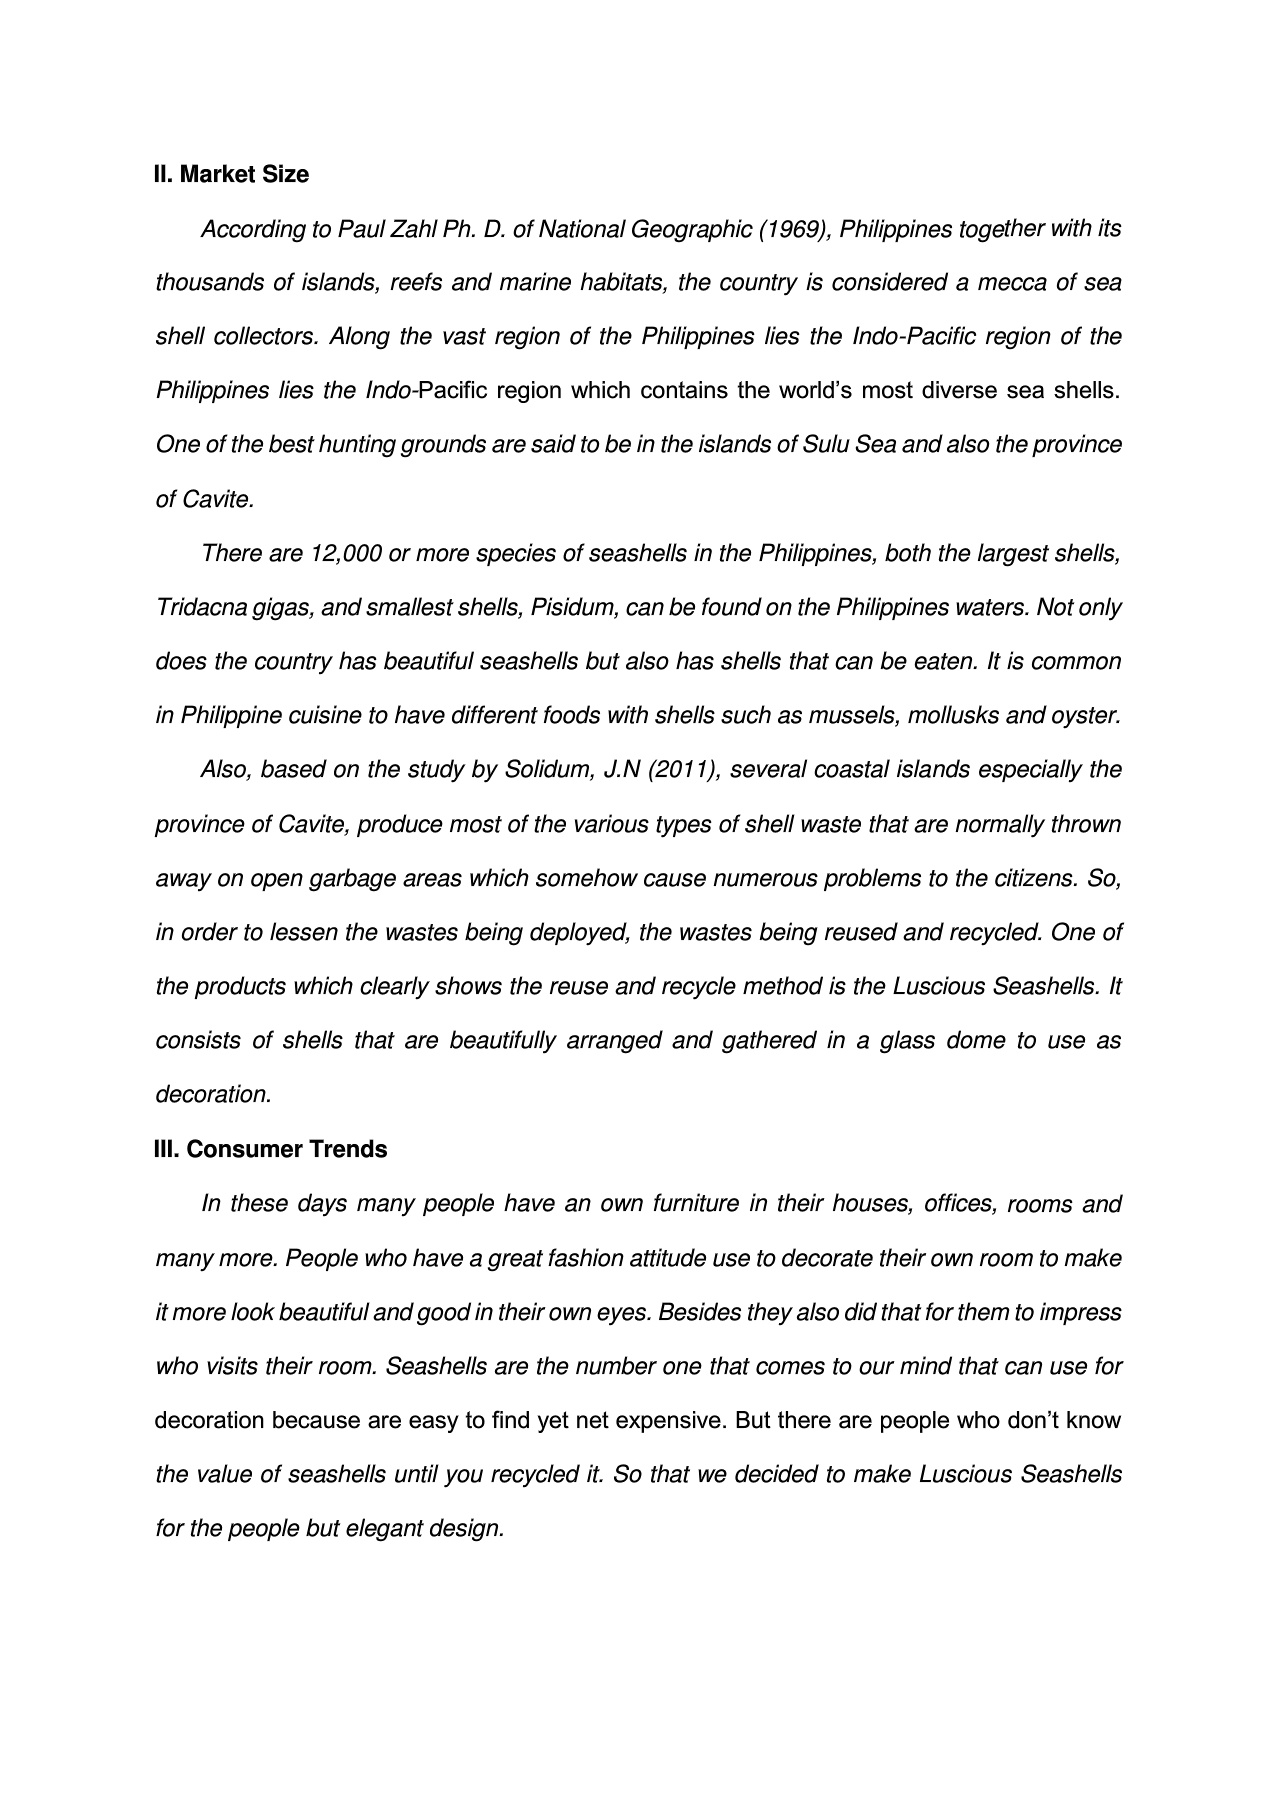 II. Market Size
According to Paul Zahl Ph. D. of National Geographic (1969), Philippines together with its
thousands of islands, reefs and marine habitats, the country is considered a mecca of sea
shell collectors. Along the vast region of the Philippines lies the Indo-Pacific region of the
Philippines lies the Indo-Pacific region which contains the world’s most diverse sea shells.
One of the best hunting grounds are said to be in the islands of Sulu Sea and also the province
of Cavite.
There are 12,000 or more species of seashells in the Philippines, both the largest shells,
Tridacna gigas, and smallest shells, Pisidum, can be found on the Philippines waters. Not only
does the country has beautiful seashells but also has shells that can be eaten. It is common
in Philippine cuisine to have different foods with shells such as mussels, mollusks and oyster.
Also, based on the study by Solidum, J.N (2011), several coastal islands especially the
province of Cavite, produce most of the various types of shell waste that are normally thrown
away on open garbage areas which somehow cause numerous problems to the citizens. So,
in order to lessen the wastes being deployed, the wastes being reused and recycled. One of
the products which clearly shows the reuse and recycle method is the Luscious Seashells. It
consists of shells that are beautifully arranged and gathered in a glass dome to use as
decoration.
III. Consumer Trends
In these days many people have an own furniture in their houses, offices, rooms and
many more. People who have a great fashion attitude use to decorate their own room to make
it more look beautiful and good in their own eyes. Besides they also did that for them to impress
who visits their room. Seashells are the number one that comes to our mind that can use for
decoration because are easy to find yet net expensive. But there are people who don’t know
the value of seashells until you recycled it. So that we decided to make Luscious Seashells
for the people but elegant design.